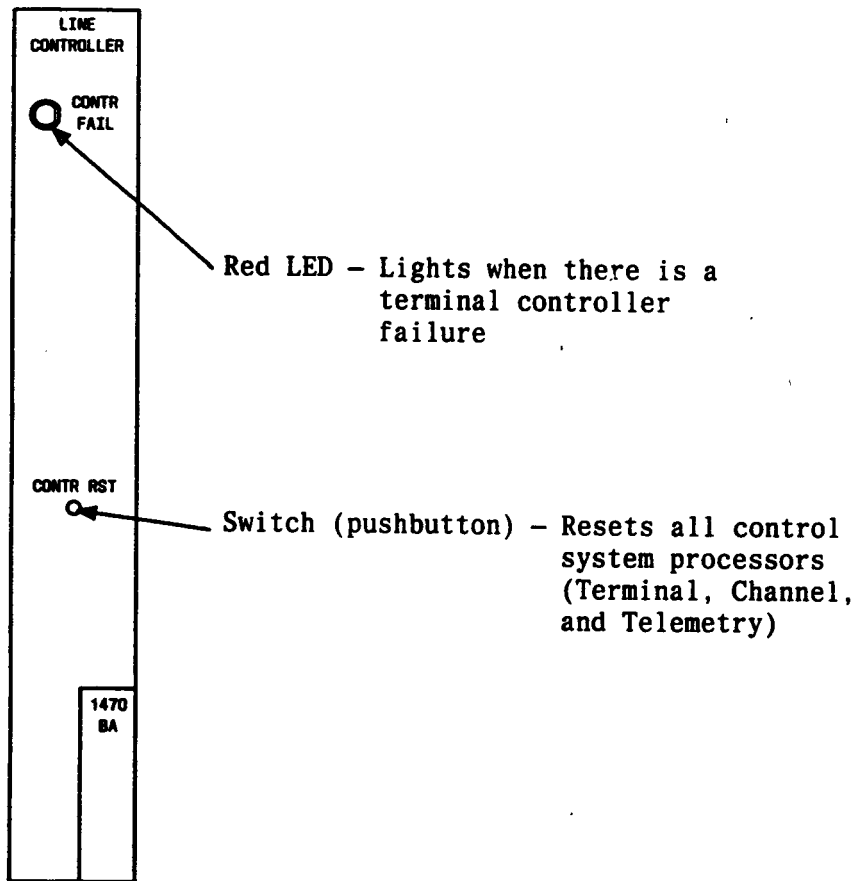 LINE
CONTROLLER
CONTR
FAIL
Red LED – Lights when there is a
terminal controller
failure
CONTR RST
Switch (pushbutton) – Resets all control
system processors
(Terminal, Channel,
and Telemetry)
1470
BA